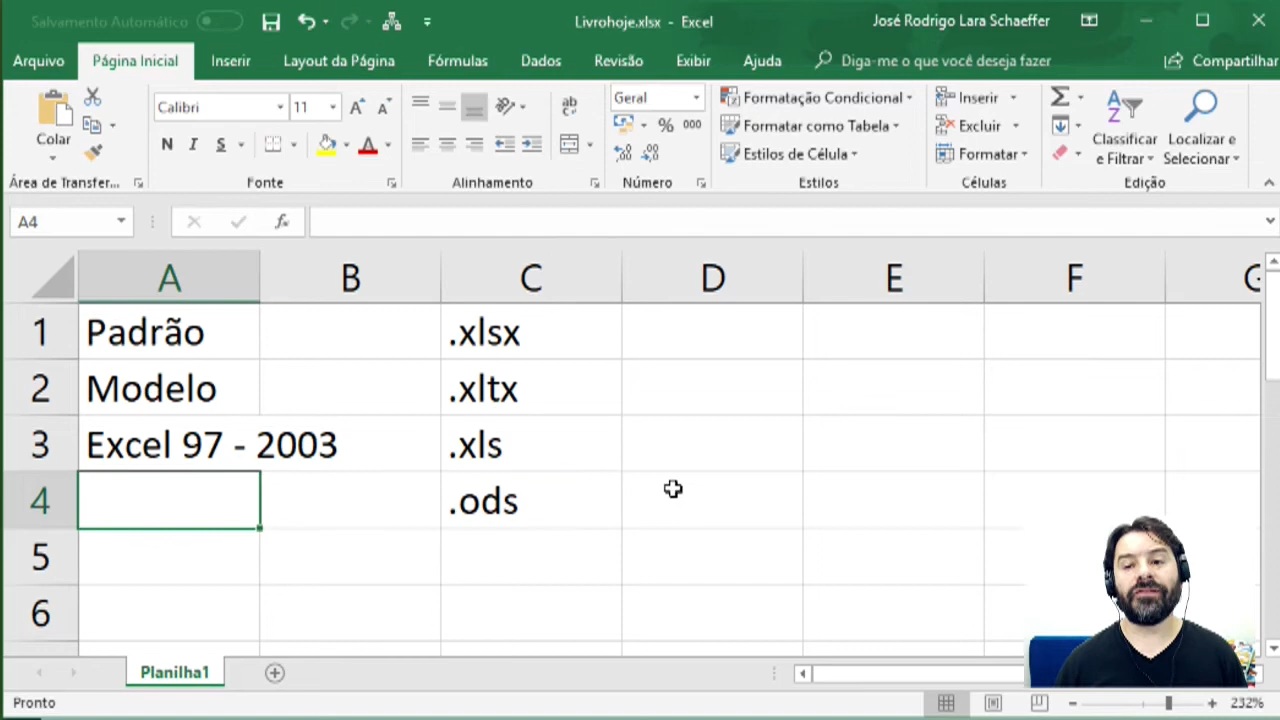 Salvamento Automático
Livrohoje.xlsx - Excel
José Rodrigo Lara Schaeffer
Arquivo Página Inicial Inserir Layout da Página Fórmulas Dados Revisão Exibir Ajuda Diga-me o que você deseja fazer Compartilhar
Colar
Calibri 11 A A
N I S A
ab
Geral
% 000
Formatação Condicional
Formatar como Tabela
Estilos de Célula
Inserir
Excluir
Formatar
Σ
Classificar
e Filtrar
Localizar e
Selecionar
Área de Transfer... Fonte Alinhamento Número Estilos Células Edição
A4 fx
A B C D E F G
1 Padrão .xlsx
2 Modelo .xltx
3 Excel 97 - 2003 .xls
4 .ods
5
6
Planilha1
Pronto 232%